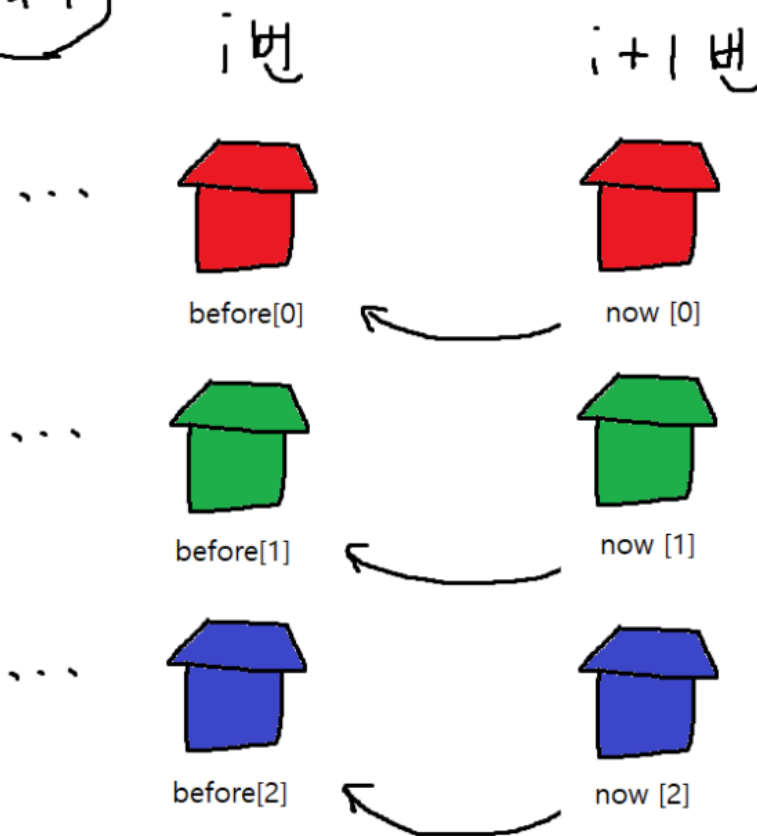 i번 i+1번
... 
before[0] now [0]
...
before[1] now [1]
...
before[2] now [2]